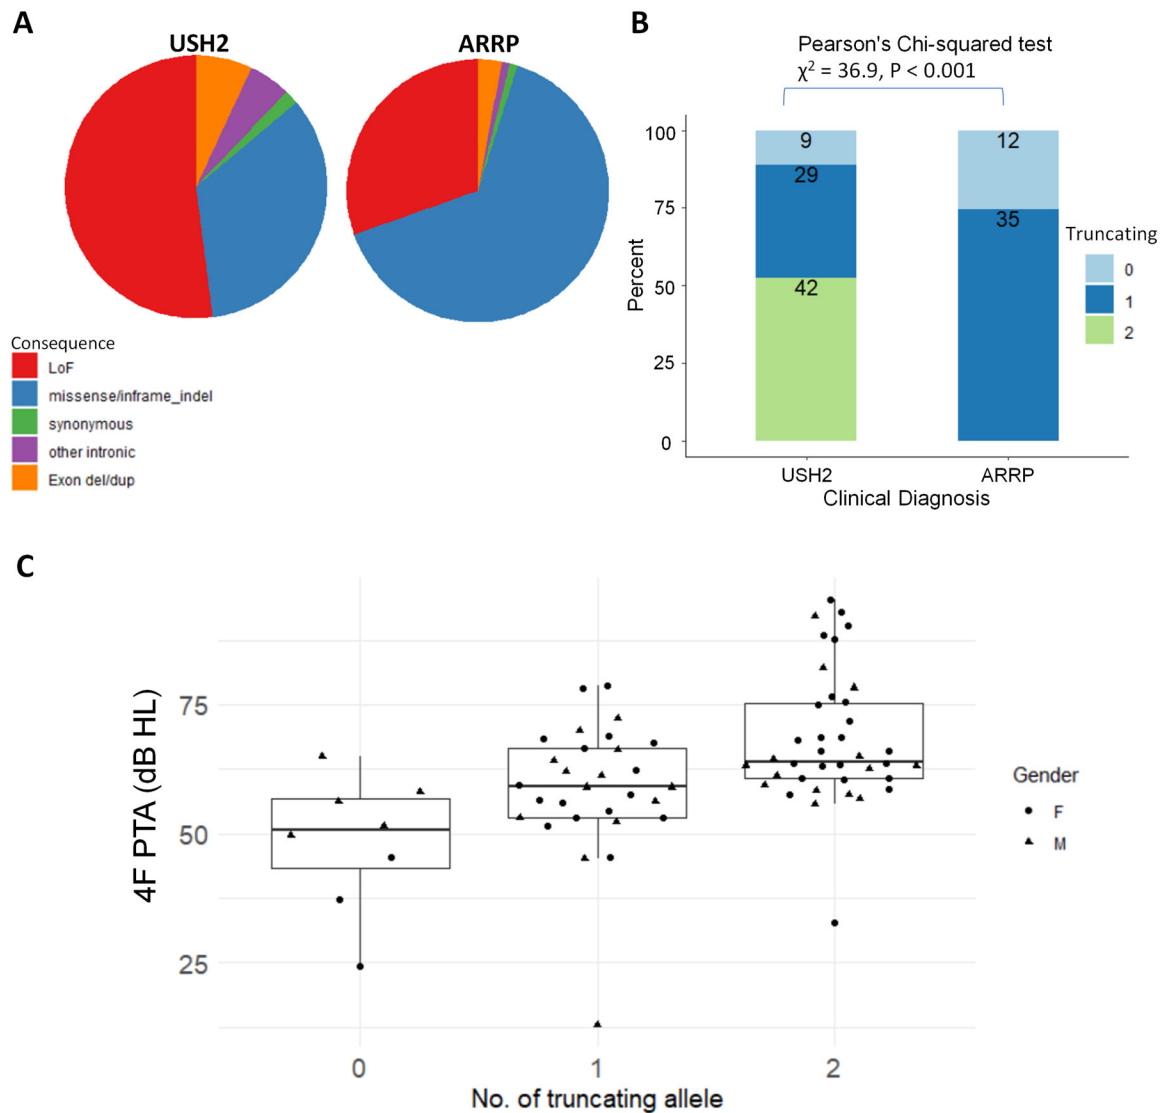 A
USH2
ARRP
Consequence
LoF
missense/inframe_indel
synonymous
other intronic
Exon del/dup
B
Pearson's Chi-squared test
χ² = 36.9, P < 0.001
Percent
100
75
50
25
0
9
29
42
12
35
USH2
ARRP
Clinical Diagnosis
Truncating
0
1
2
C
4F PTA (dB HL)
75
50
25
0
1
2
No. of truncating allele
Gender
F
M